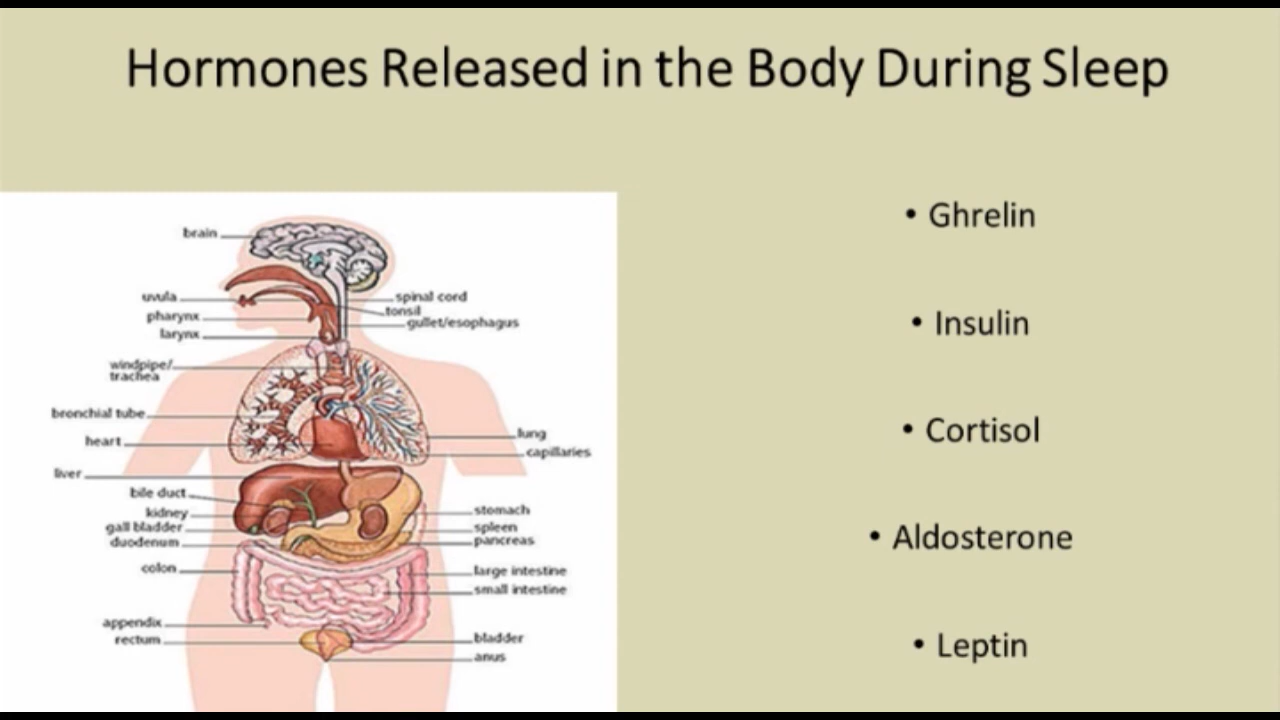 Hormones Released in the Body During Sleep
brain
uvula
pharynx
larynx
windpipe/
trachea
bronchial tube
heart
liver
bile duct
kidney
gall bladder
duodenum
colon
appendix
rectum
spinal cord
tonsil
gullet/esophagus
lung
capillaries
stomach
spleen
pancreas
large intestine
small intestine
bladder
anus
• Ghrelin
• Insulin
• Cortisol
• Aldosterone
• Leptin